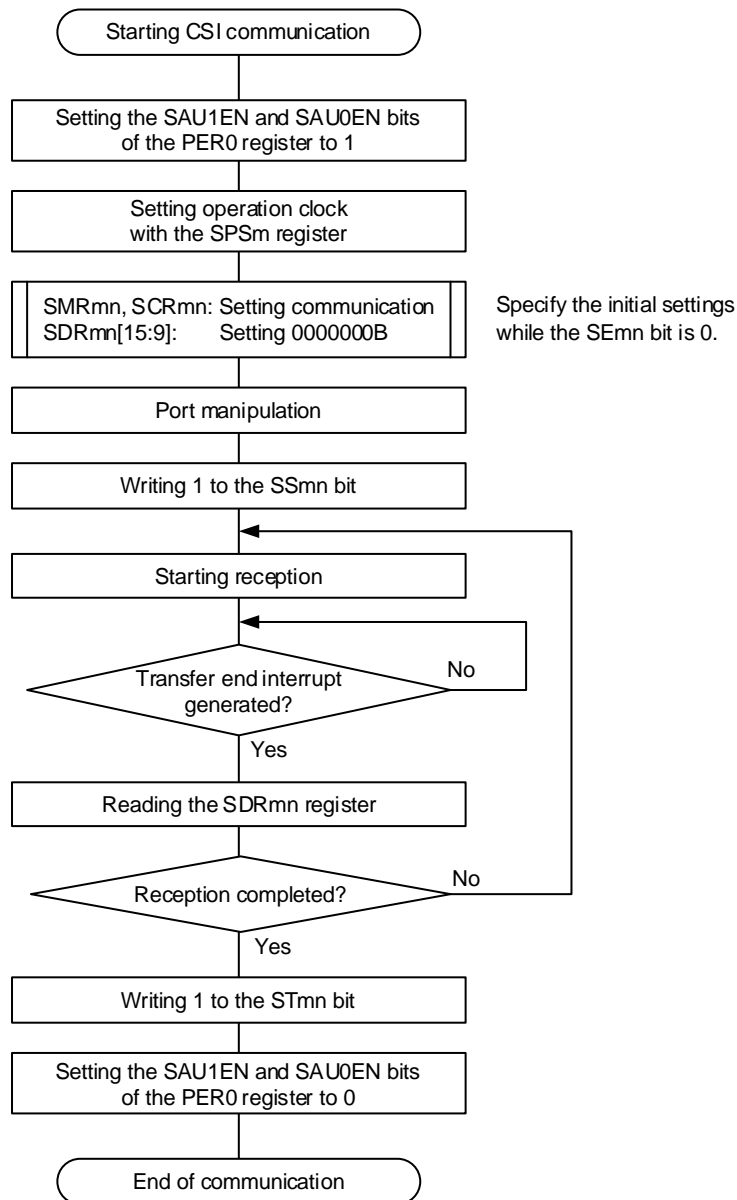 Starting CSI communication
Setting the SAU1EN and SAU0EN bits
of the PER0 register to 1
Setting operation clock
with the SPSm register
SMRmn, SCRmn: Setting communication
SDRmn[15:9]: Setting 0000000B
Specify the initial settings
while the SEmn bit is 0.
Port manipulation
Writing 1 to the SSmn bit
Starting reception
Transfer end interrupt
generated?
No
Yes
Reading the SDRmn register
Reception completed?
No
Yes
Writing 1 to the STmn bit
Setting the SAU1EN and SAU0EN bits
of the PER0 register to 0
End of communication